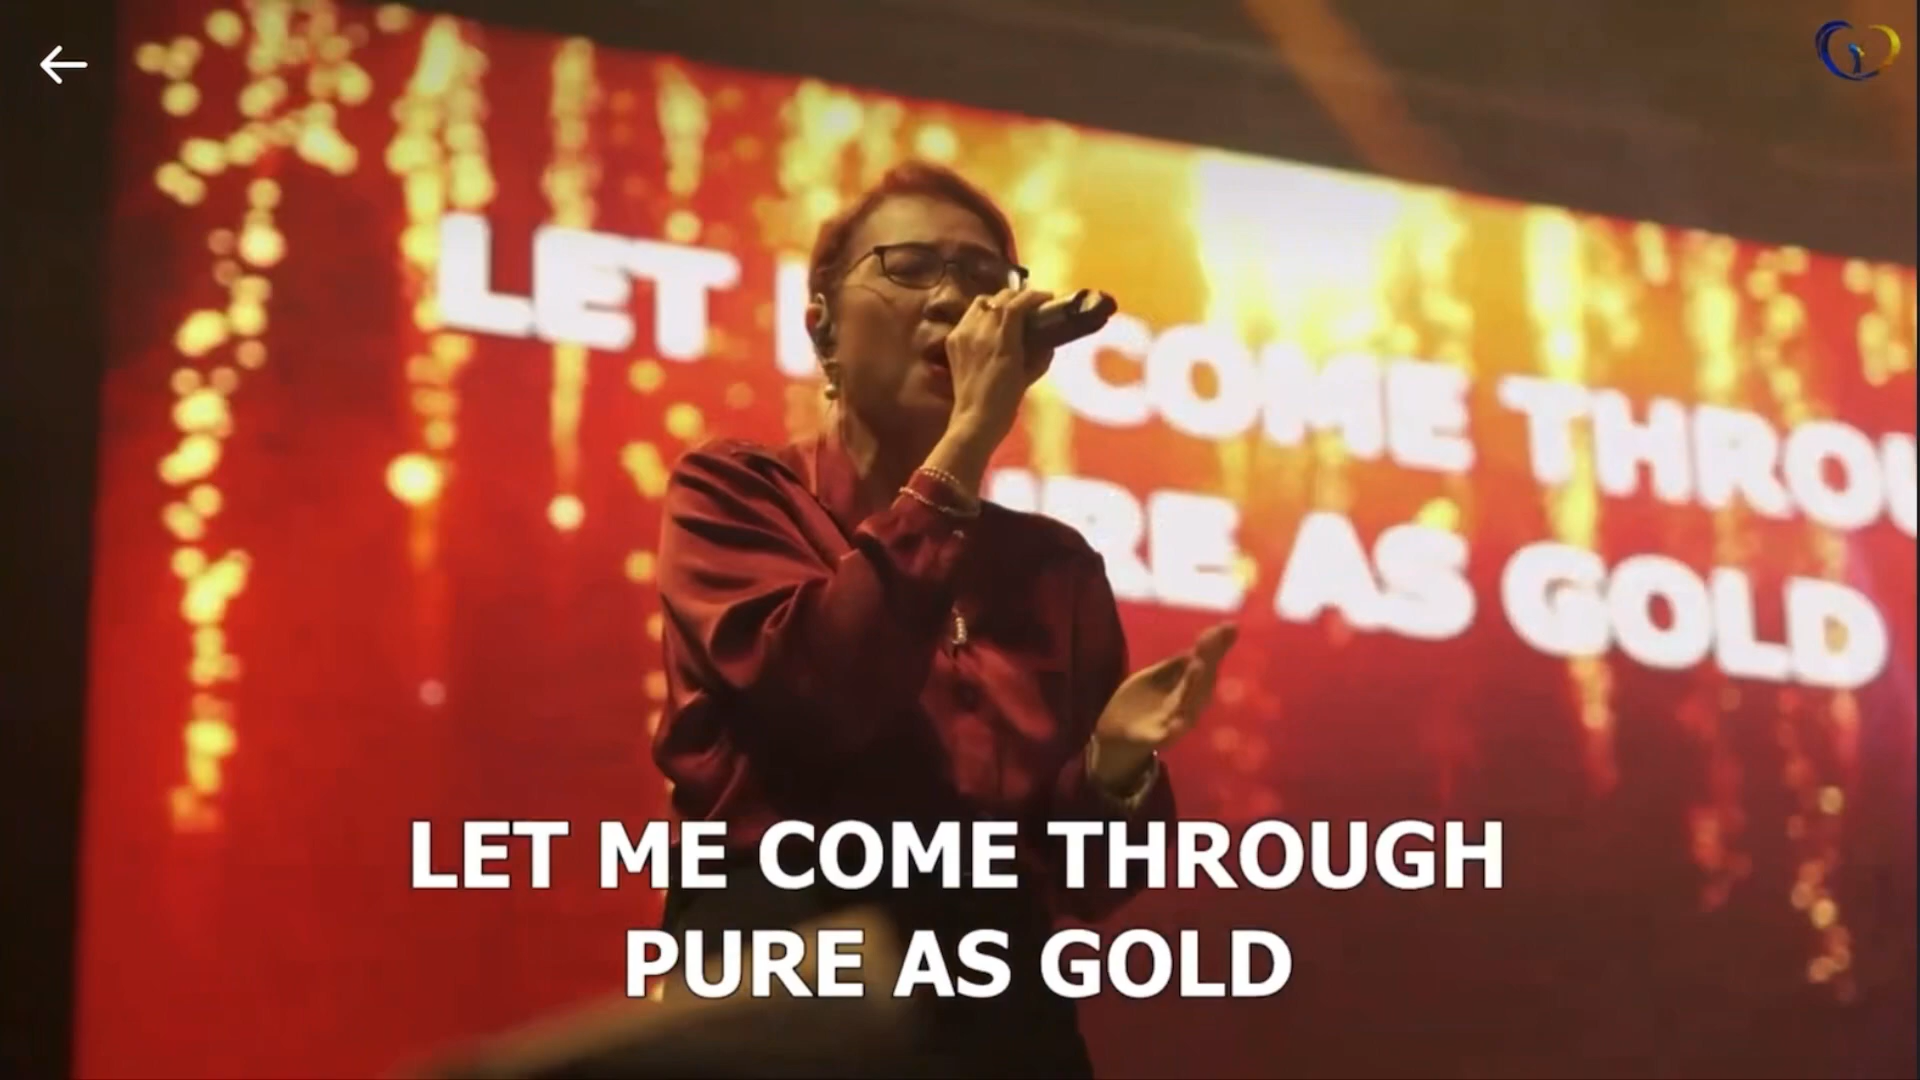 LET COME THROU
RE AS GOLD
LET ME COME THROUGH
PURE AS GOLD